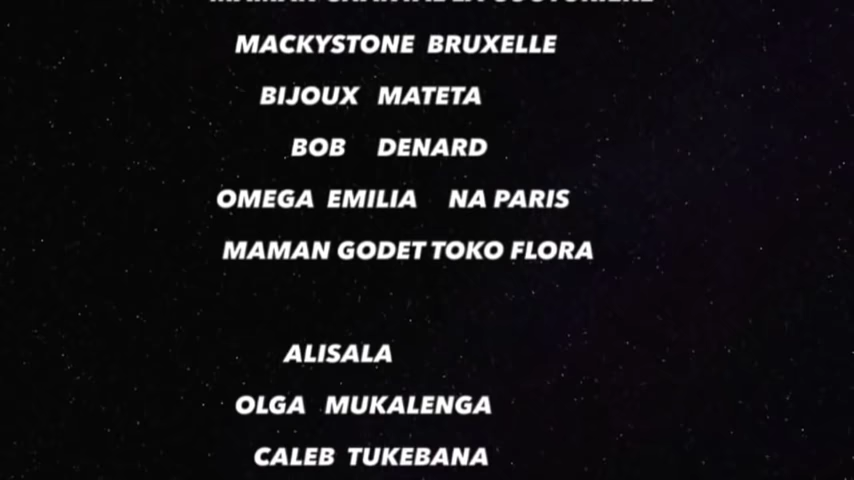 MACKYSTONE BRUXELLE
BIJOUX MATETA
BOB DENARD
OMEGA EMILIA NA PARIS
MAMAN GODET TOKO FLORA
ALISALA
OLGA MUKALENGA
CALEB TUKEBANA